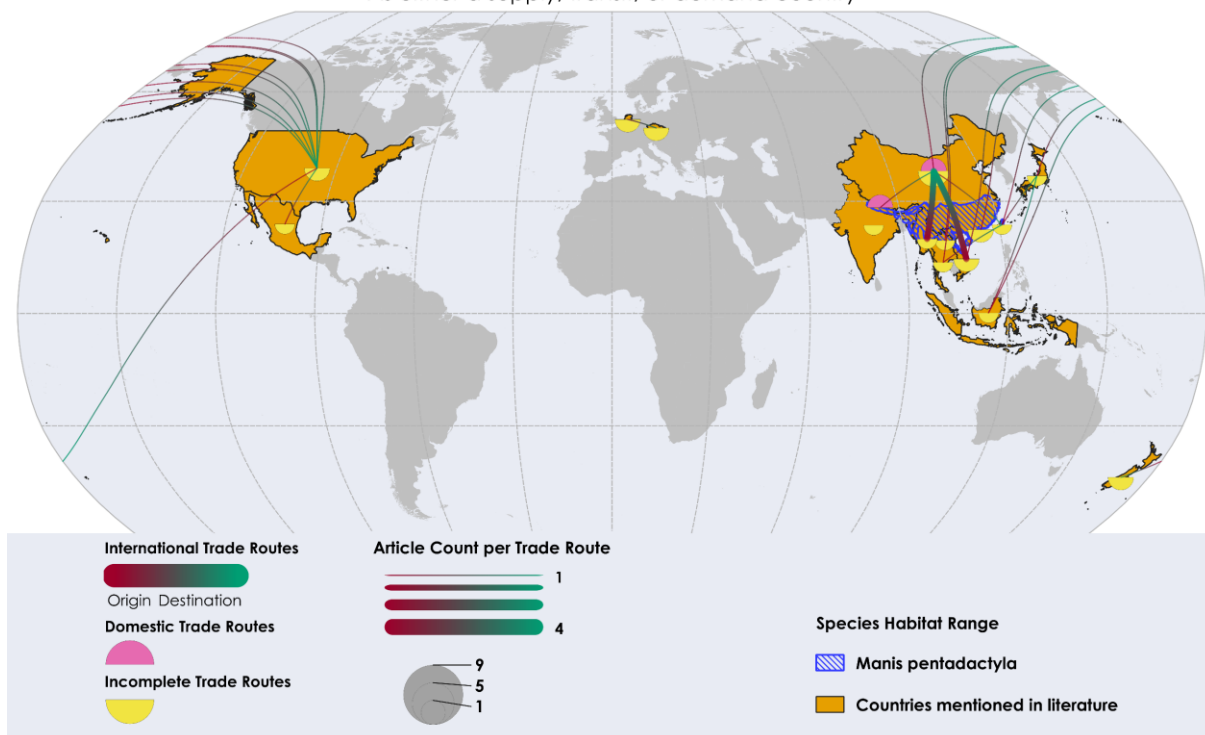 International Trade Routes
Origin Destination
Domestic Trade Routes
Incomplete Trade Routes
Article Count per Trade Route
1
4
9
5
1
Species Habitat Range
Manis pentadactyla
Countries mentioned in literature